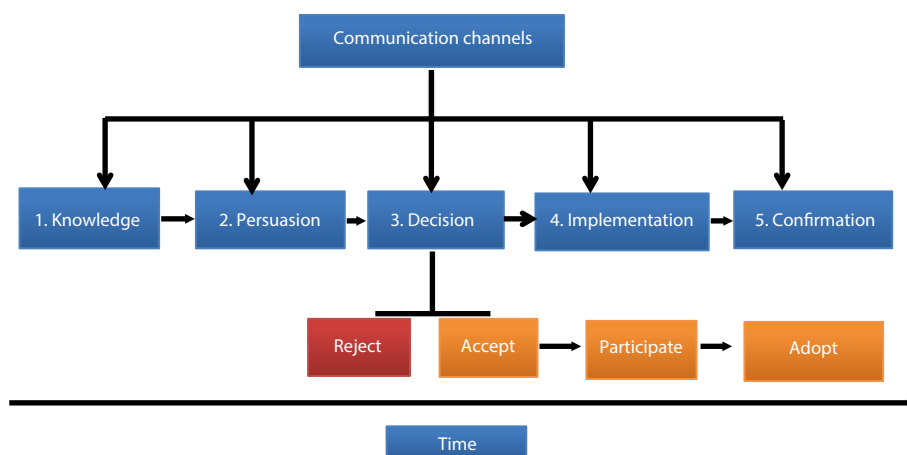 Communication channels
1. Knowledge
2. Persuasion
3. Decision
4. Implementation
5. Confirmation
Reject
Accept
Participate
Adopt
Time